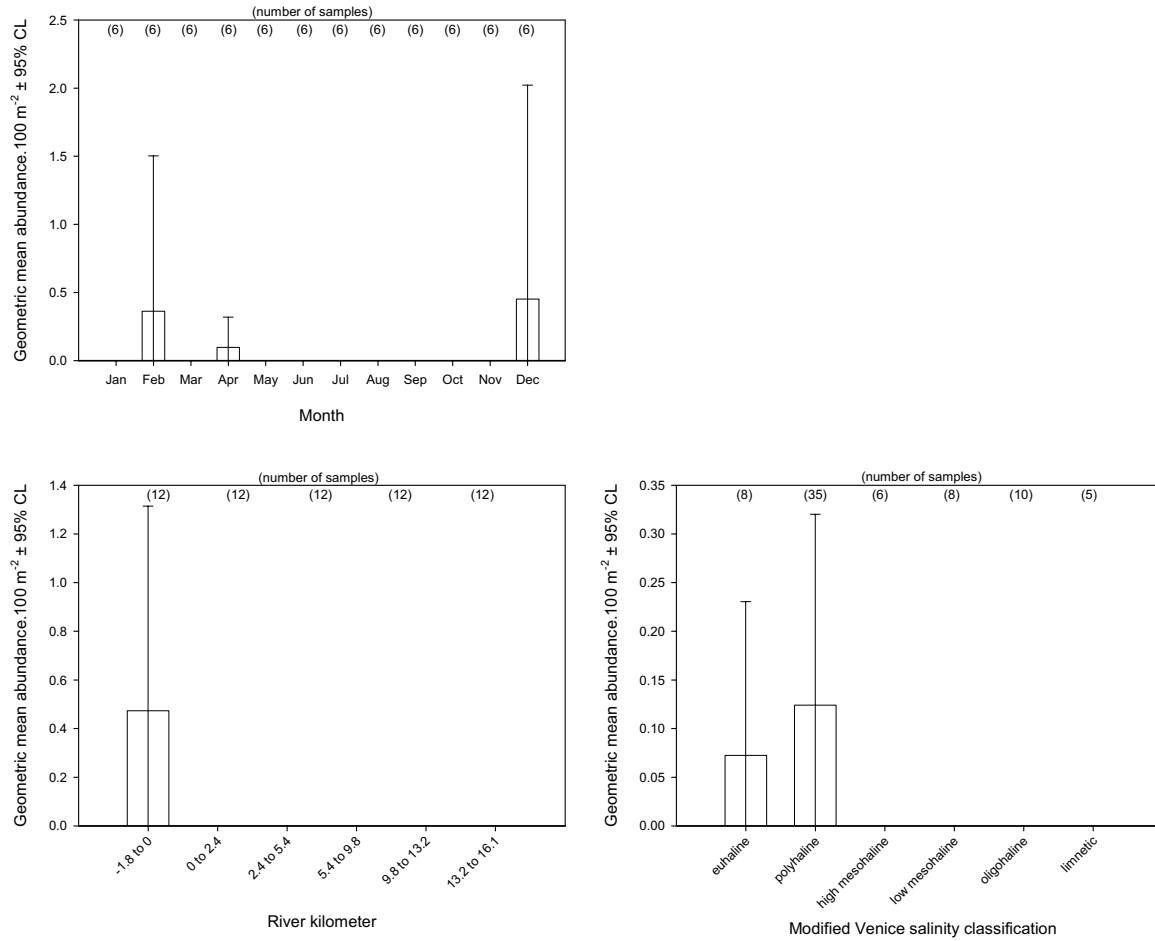 (number of samples)
(6) (6) (6) (6) (6) (6) (6) (6) (6) (6) (6) (6)
2.5
2.0
1.5
1.0
0.5
0.0
Geometric mean abundance.100 m⁻² ± 95% CL
Jan Feb Mar Apr May Jun Jul Aug Sep Oct Nov Dec
Month
(number of samples)
(12) (12) (12) (12) (12)
1.4
1.2
1.0
0.8
0.6
0.4
0.2
0.0
Geometric mean abundance.100 m⁻² ± 95% CL
-1.8 to 0
0 to 2.4
2.4 to 5.4
5.4 to 9.8
9.8 to 13.2
13.2 to 16.1
River kilometer
(number of samples)
(8) (35) (6) (8) (10) (5)
0.35
0.30
0.25
0.20
0.15
0.10
0.05
0.00
Geometric mean abundance.100 m⁻² ± 95% CL
euhaline
polyhaline
high mesohaline
low mesohaline
oligohaline
limnetic
Modified Venice salinity classification